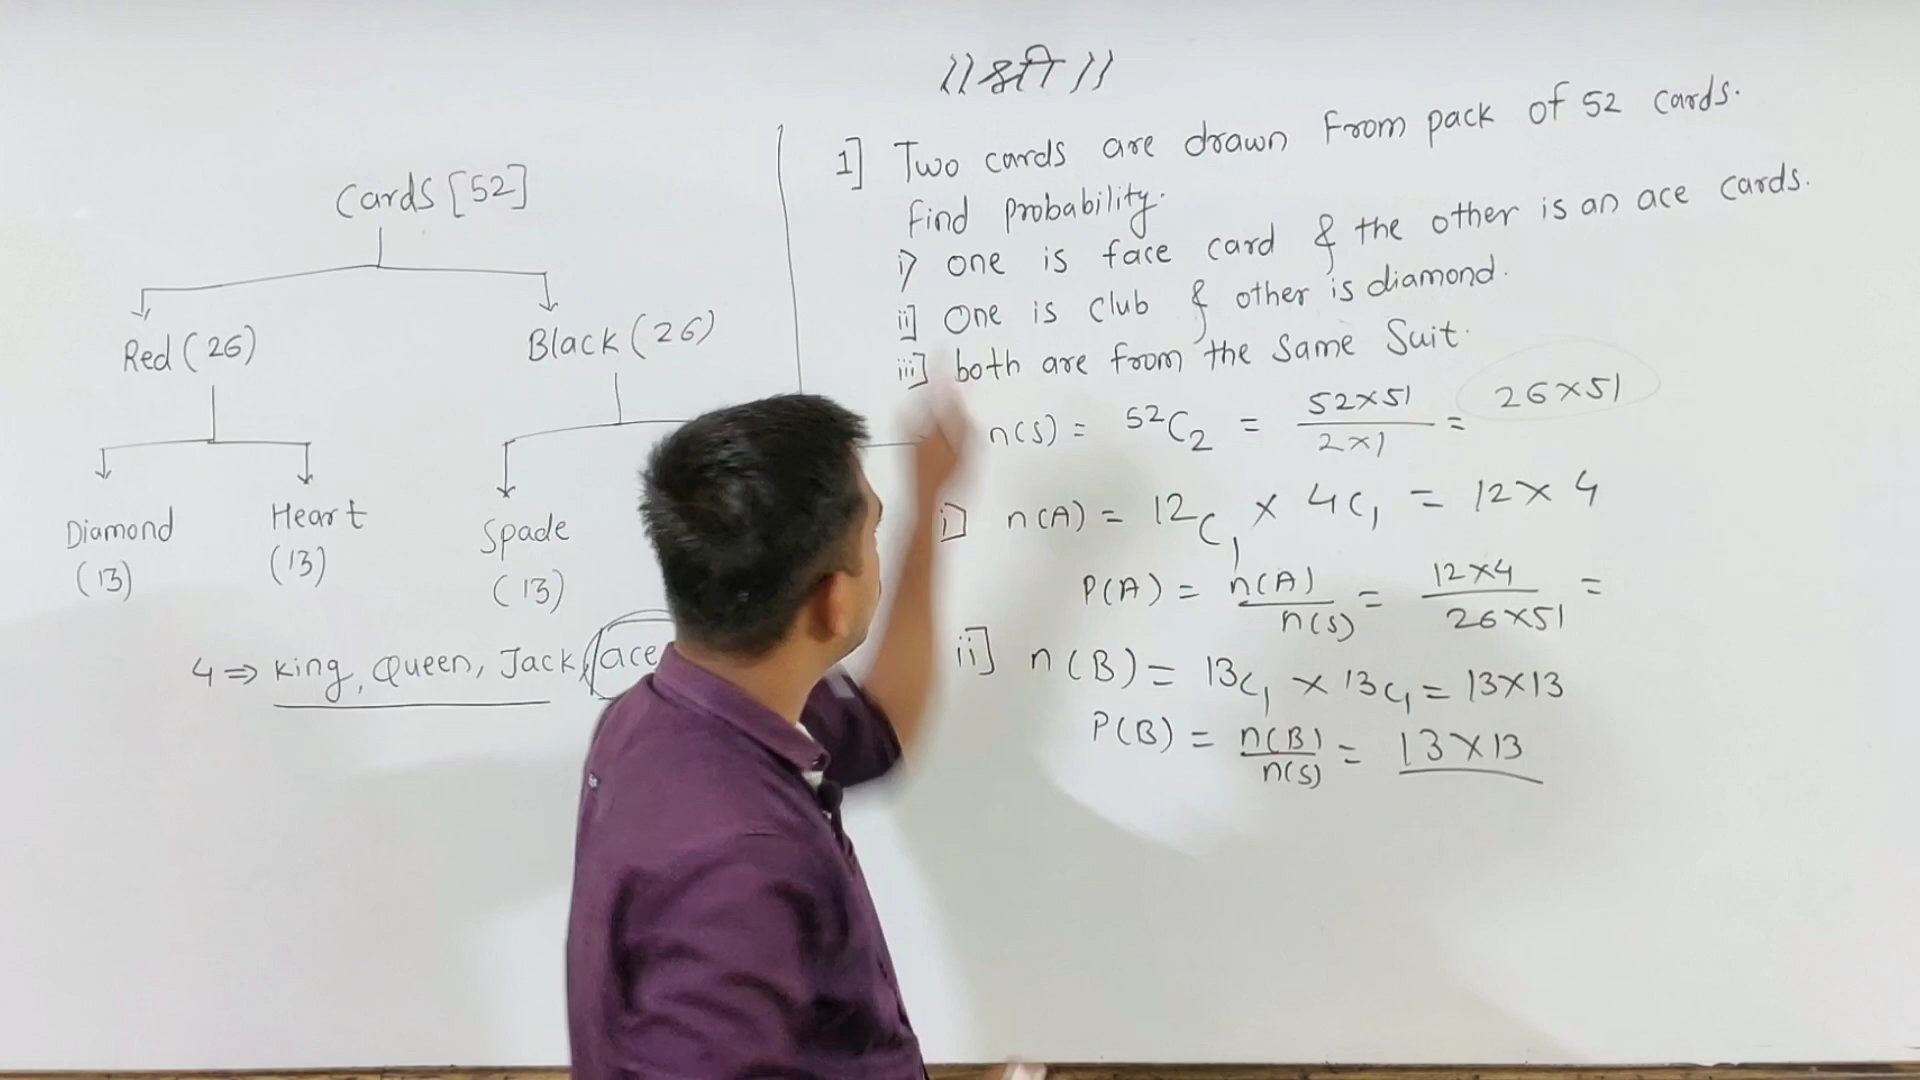 ।।श्री।।
Cards [52]
Red (26)
Black (26)
Diamond
(13)
Heart
(13)
Spade
(13)
4 ⇒ king, Queen, Jack, ace
1] Two cards are drawn From pack of 52 cards.
find probability.
i) one is face card & the other is an ace cards.
ii] One is club & other is diamond.
iii] both are from the same Suit.
n(s) = 52C2 = 52×51 / 2×1 = 26×51
i] n(A) = 12C1 × 4C1 = 12 × 4
P(A) = n(A) / n(s) = 12×4 / 26×51 =
ii] n(B) = 13C1 × 13C1 = 13×13
P(B) = n(B) / n(s) = 13×13